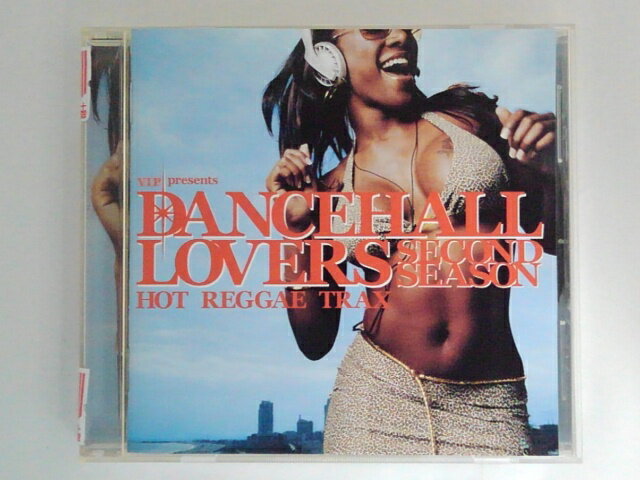 VIP presents
DANCEHALL
LOVERS SECOND SEASON
HOT REGGAE TRAX